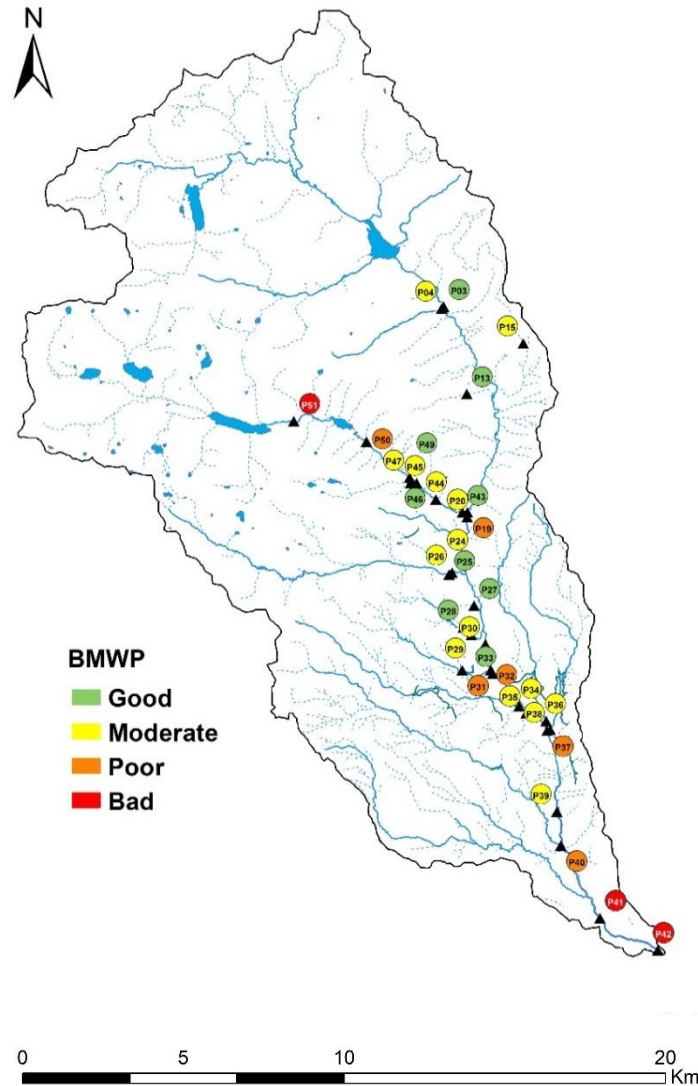 N
P04 P03
P15
P13
P51
P50 P49
P47 P45
P44
P46 P20 P43
P19
P24
P26 P25
P27
P28
P30
P29
P33
P31 P32
P35 P34
P38 P36
P37
P39
P40
P41
P42
BMWP
Good
Moderate
Poor
Bad
0 5 10 20
Km